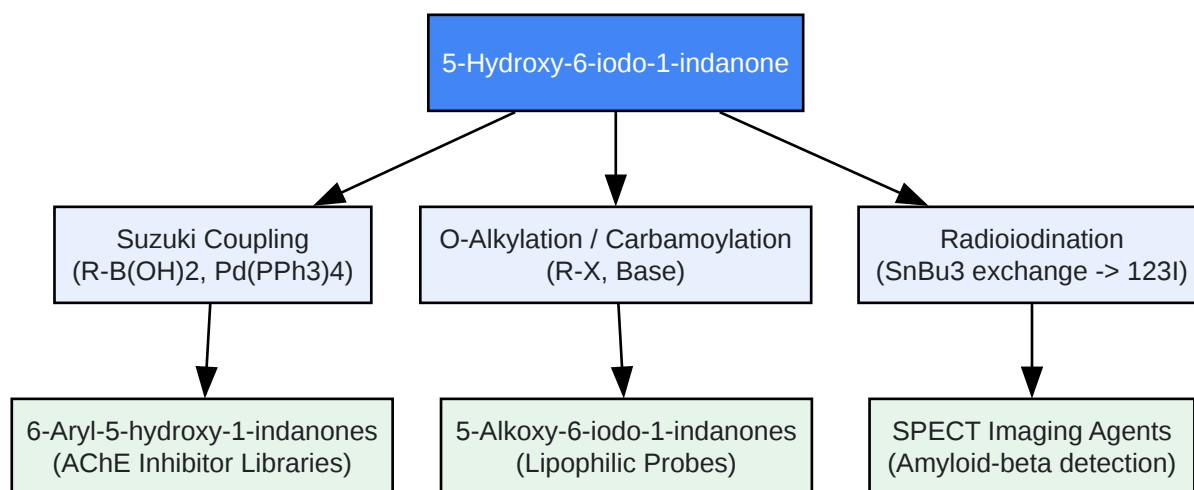 5-Hydroxy-6-iodo-1-indanone
Suzuki Coupling
(R-B(OH)2, Pd(PPh3)4)
O-Alkylation / Carbamoylation
(R-X, Base)
Radioiodination
(SnBu3 exchange -> 123I)
6-Aryl-5-hydroxy-1-indanones
(AChE Inhibitor Libraries)
5-Alkoxy-6-iodo-1-indanones
(Lipophilic Probes)
SPECT Imaging Agents
(Amyloid-beta detection)